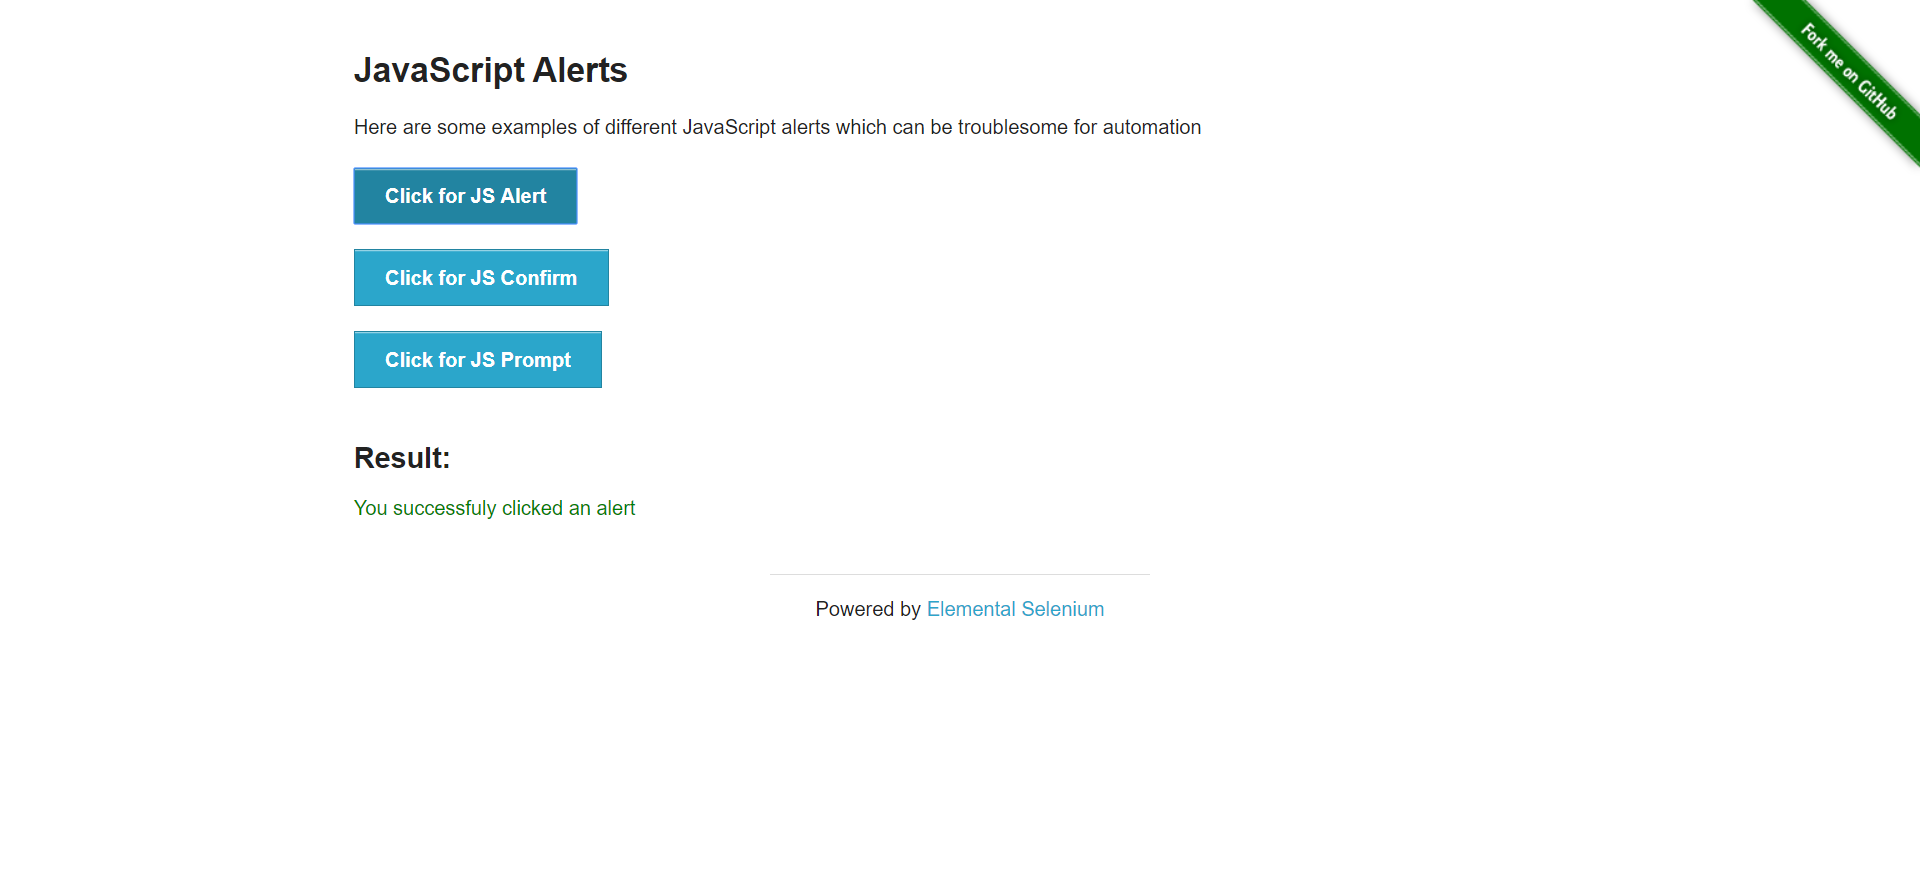 Fork me on GitHub
JavaScript Alerts
Here are some examples of different JavaScript alerts which can be troublesome for automation
Click for JS Alert
Click for JS Confirm
Click for JS Prompt
Result:
You successfuly clicked an alert
Powered by Elemental Selenium